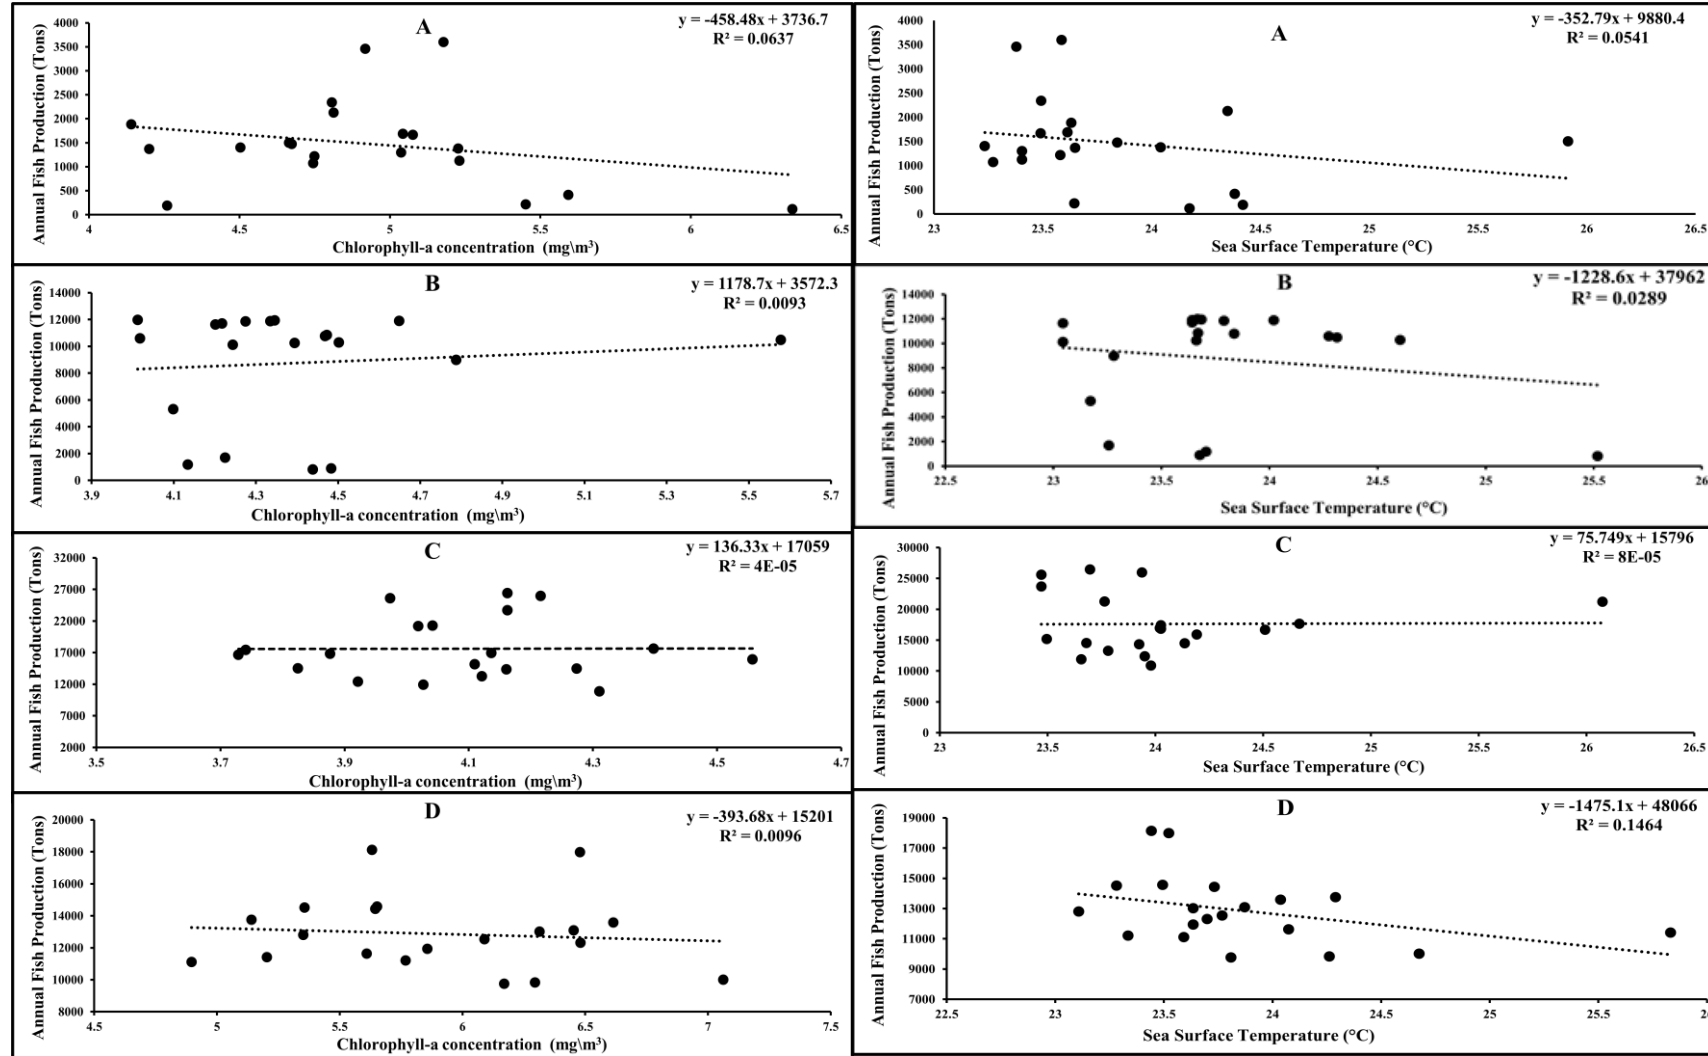 A
y = -458.48x + 3736.7
R² = 0.0637
Annual Fish Production (Tons)
4000
3500
3000
2500
2000
1500
1000
500
0
4 4.5 5 5.5 6 6.5
Chlorophyll-a concentration (mg\m³)
A
y = -352.79x + 9880.4
R² = 0.0541
Annual Fish Production (Tons)
4000
3500
3000
2500
2000
1500
1000
500
0
23 23.5 24 24.5 25 25.5 26 26.5
Sea Surface Temperature (°C)
B
y = 1178.7x + 3572.3
R² = 0.0093
Annual Fish Production (Tons)
14000
12000
10000
8000
6000
4000
2000
0
3.9 4.1 4.3 4.5 4.7 4.9 5.1 5.3 5.5 5.7
Chlorophyll-a concentration (mg\m³)
B
y = -1228.6x + 37962
R² = 0.0289
Annual Fish Production (Tons)
14000
12000
10000
8000
6000
4000
2000
0
22.5 23 23.5 24 24.5 25 25.5 26
Sea Surface Temperature (°C)
C
y = 136.33x + 17059
R² = 4E-05
Annual Fish Production (Tons)
32000
27000
22000
17000
12000
7000
2000
3.5 3.7 3.9 4.1 4.3 4.5 4.7
Chlorophyll-a concentration (mg\m³)
C
y = 75.749x + 15796
R² = 8E-05
Annual Fish Production (Tons)
30000
25000
20000
15000
10000
5000
0
23 23.5 24 24.5 25 25.5 26 26.5
Sea Surface Temperature (°C)
D
y = -393.68x + 15201
R² = 0.0096
Annual Fish Production (Tons)
20000
18000
16000
14000
12000
10000
8000
4.5 5 5.5 6 6.5 7 7.5
Chlorophyll-a concentration (mg\m³)
D
y = -1475.1x + 48066
R² = 0.1464
Annual Fish Production (Tons)
19000
17000
15000
13000
11000
9000
7000
22.5 23 23.5 24 24.5 25 25.5
Sea Surface Temperature (°C)